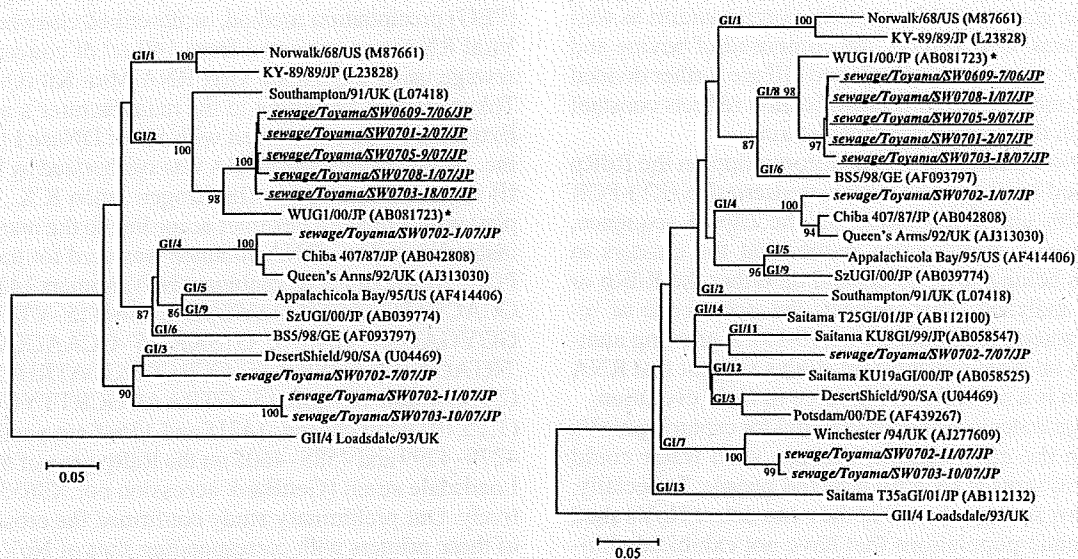 GI/1
100
Norwalk/68/US (M87661)
KY-89/89/JP (L23828)
GI/2
100
Southampton/91/UK (L07418)
sewage/Toyama/SW0609-7/06/JP
sewage/Toyama/SW0701-2/07/JP
100
sewage/Toyama/SW0705-9/07/JP
sewage/Toyama/SW0708-1/07/JP
98
sewage/Toyama/SW0703-18/07/JP
WUG1/00/JP (AB081723) *
sewage/Toyama/SW0702-1/07/JP
GI/4
100
Chiba 407/87/JP (AB042808)
Queen's Arms/92/UK (AJ313030)
GI/5
Appalachicola Bay/95/US (AF414406)
87
86
GI/9
SzUGI/00/JP (AB039774)
GI/6
BS5/98/GE (AF093797)
GI/3
DesertShield/90/SA (U04469)
sewage/Toyama/SW0702-7/07/JP
90
sewage/Toyama/SW0702-11/07/JP
100
sewage/Toyama/SW0703-10/07/JP
GII/4 Loadsdale/93/UK
0.05
GI/1
100
Norwalk/68/US (M87661)
KY-89/89/JP (L23828)
WUG1/00/JP (AB081723) *
sewage/Toyama/SW0609-7/06/JP
GI/8
98
sewage/Toyama/SW0708-1/07/JP
sewage/Toyama/SW0705-9/07/JP
sewage/Toyama/SW0701-2/07/JP
87
97
sewage/Toyama/SW0703-18/07/JP
GI/6
BS5/98/GE (AF093797)
sewage/Toyama/SW0702-1/07/JP
GI/4
100
Chiba 407/87/JP (AB042808)
94
Queen's Arms/92/UK (AJ313030)
GI/5
Appalachicola Bay/95/US (AF414406)
96
GI/9
SzUGI/00/JP (AB039774)
GI/2
Southampton/91/UK (L07418)
GI/14
Saitama T25GI/01/JP (AB112100)
GI/11
Saitama KU8GI/99/JP(AB058547)
sewage/Toyama/SW0702-7/07/JP
GI/12
Saitama KU19aGI/00/JP (AB058525)
DesertShield/90/SA (U04469)
GI/3
Potsdam/00/DE (AF439267)
GI/7
Winchester /94/UK (AJ277609)
100
sewage/Toyama/SW0702-11/07/JP
99
sewage/Toyama/SW0703-10/07/JP
GI/13
Saitama T35aGI/01/JP (AB112132)
GII/4 Loadsdale/93/UK
0.05